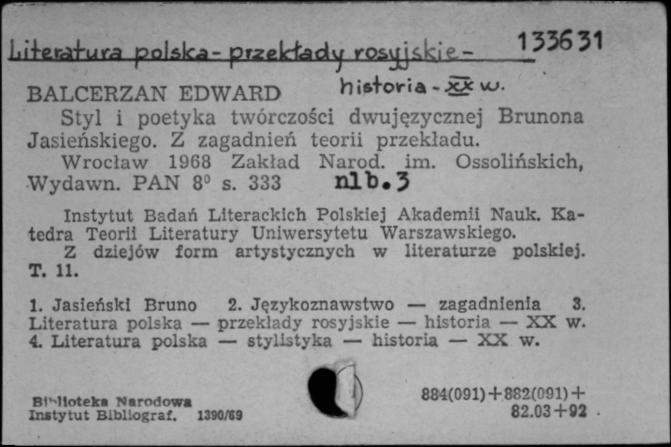 133631
Literatura polska - przekłady rosyjskie -
historia - XX w.
BALCERZAN EDWARD
Styl i poetyka twórczości dwujęzycznej Brunona
Jasieńskiego. Z zagadnień teorii przekładu.
Wrocław 1968 Zakład Narod. im. Ossolińskich,
Wydawn. PAN 8⁰ s. 333 nlb. 3
Instytut Badań Literackich Polskiej Akademii Nauk. Ka-
tedra Teorii Literatury Uniwersytetu Warszawskiego.
Z dziejów form artystycznych w literaturze polskiej.
T. 11.
1. Jasieński Bruno 2. Językoznawstwo — zagadnienia 3.
Literatura polska — przekłady rosyjskie — historia — XX w.
4. Literatura polska — stylistyka — historia — XX w.
Biblioteka Narodowa
Instytut Bibliograf. 1390/69
884(091)+882(091)+
82.03+92